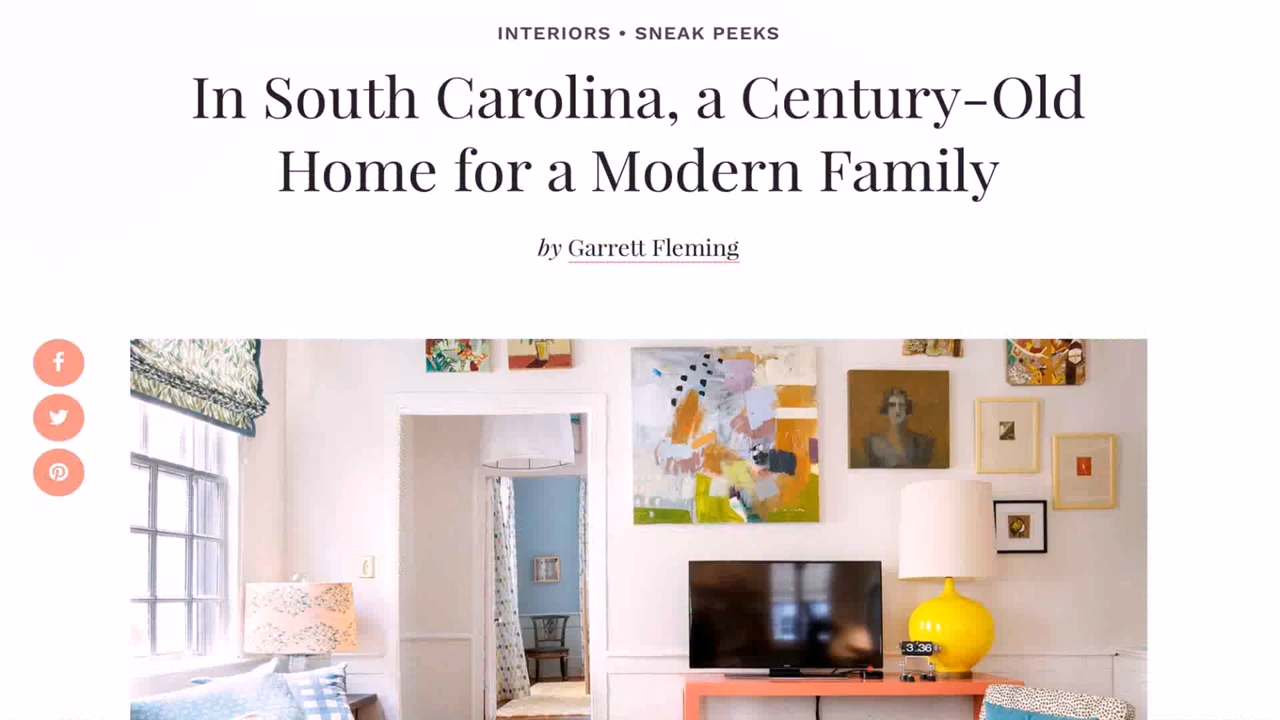 INTERIORS • SNEAK PEEKS
In South Carolina, a Century-Old
Home for a Modern Family
by Garrett Fleming
3:36